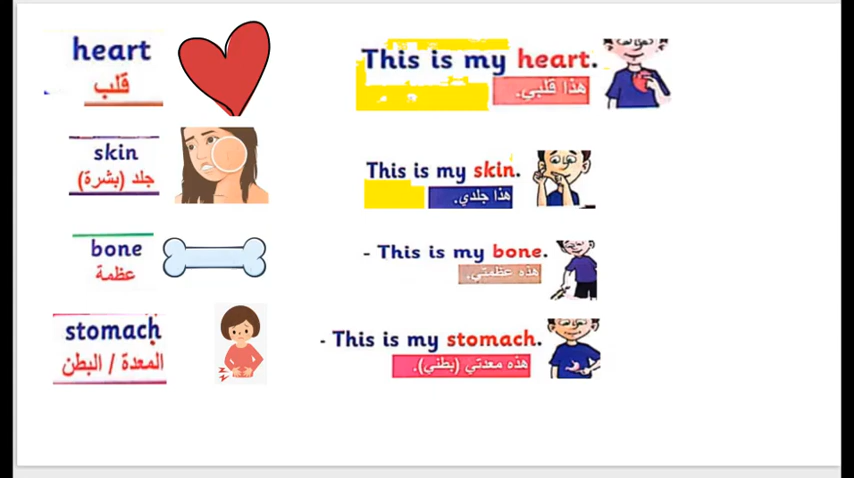 heart
قلب
This is my heart.
هذا قلبي.
skin
جلد (بشرة)
This is my skin.
هذا جلدي.
bone
عظمة
- This is my bone.
هذه عظمتي.
stomach
المعدة / البطن
- This is my stomach.
هذه معدتي (بطني).